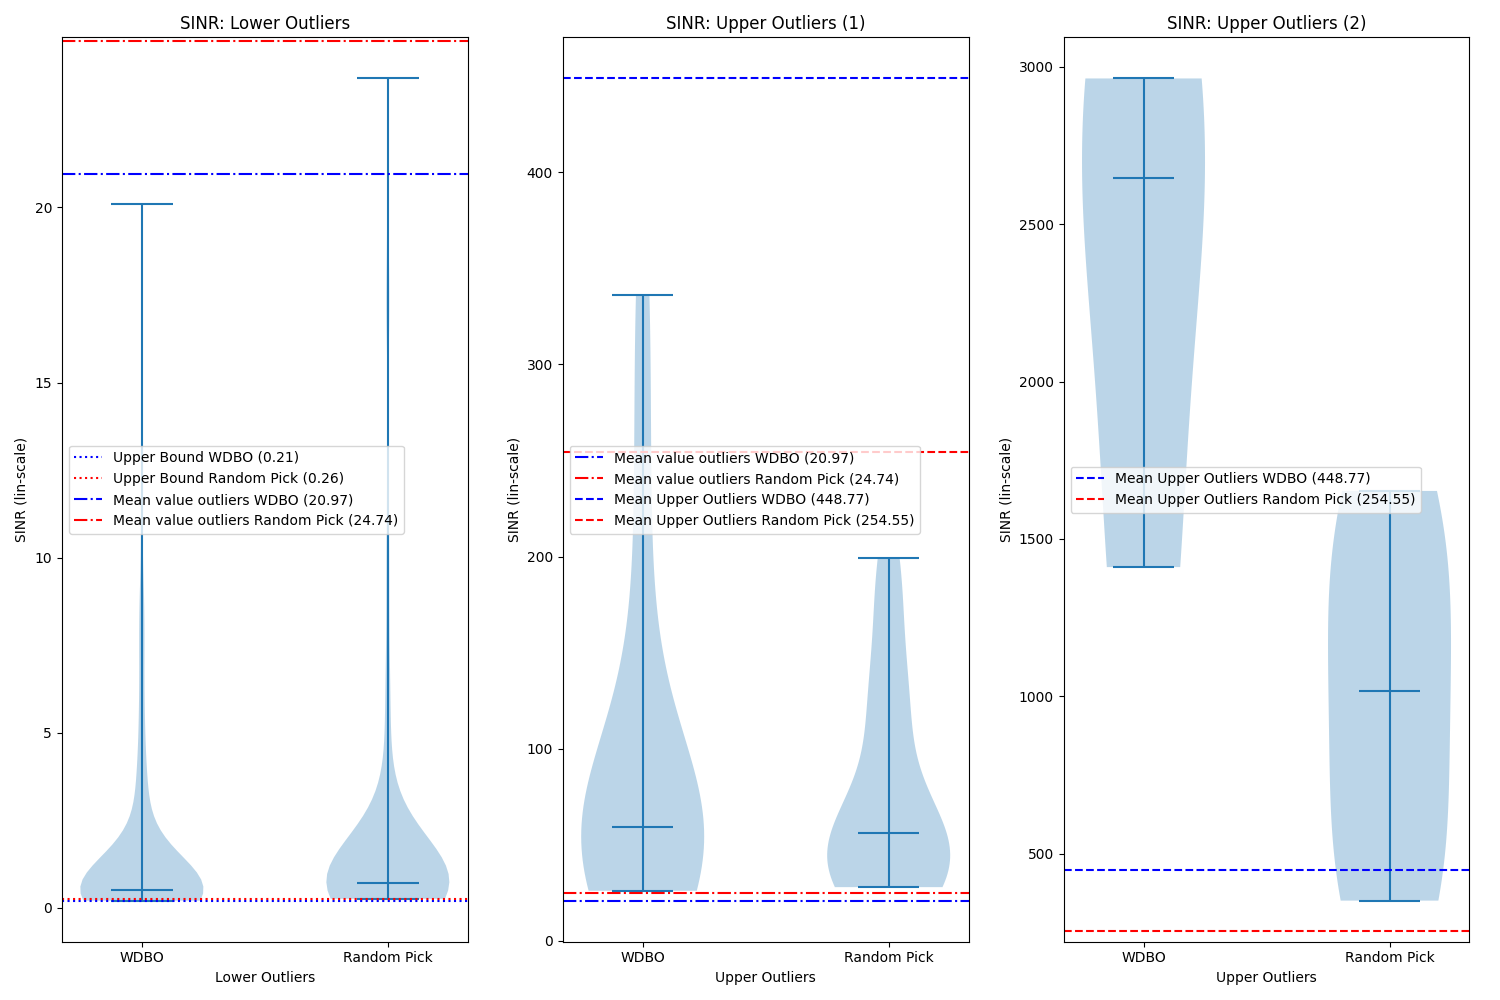 SINR: Lower Outliers
SINR (lin-scale)
20
15
10
5
0
Upper Bound WDBO (0.21)
Upper Bound Random Pick (0.26)
Mean value outliers WDBO (20.97)
Mean value outliers Random Pick (24.74)
WDBO
Random Pick
Lower Outliers
SINR: Upper Outliers (1)
SINR (lin-scale)
400
300
200
100
0
Mean value outliers WDBO (20.97)
Mean value outliers Random Pick (24.74)
Mean Upper Outliers WDBO (448.77)
Mean Upper Outliers Random Pick (254.55)
WDBO
Random Pick
Upper Outliers
SINR: Upper Outliers (2)
SINR (lin-scale)
3000
2500
2000
1500
1000
500
Mean Upper Outliers WDBO (448.77)
Mean Upper Outliers Random Pick (254.55)
WDBO
Random Pick
Upper Outliers